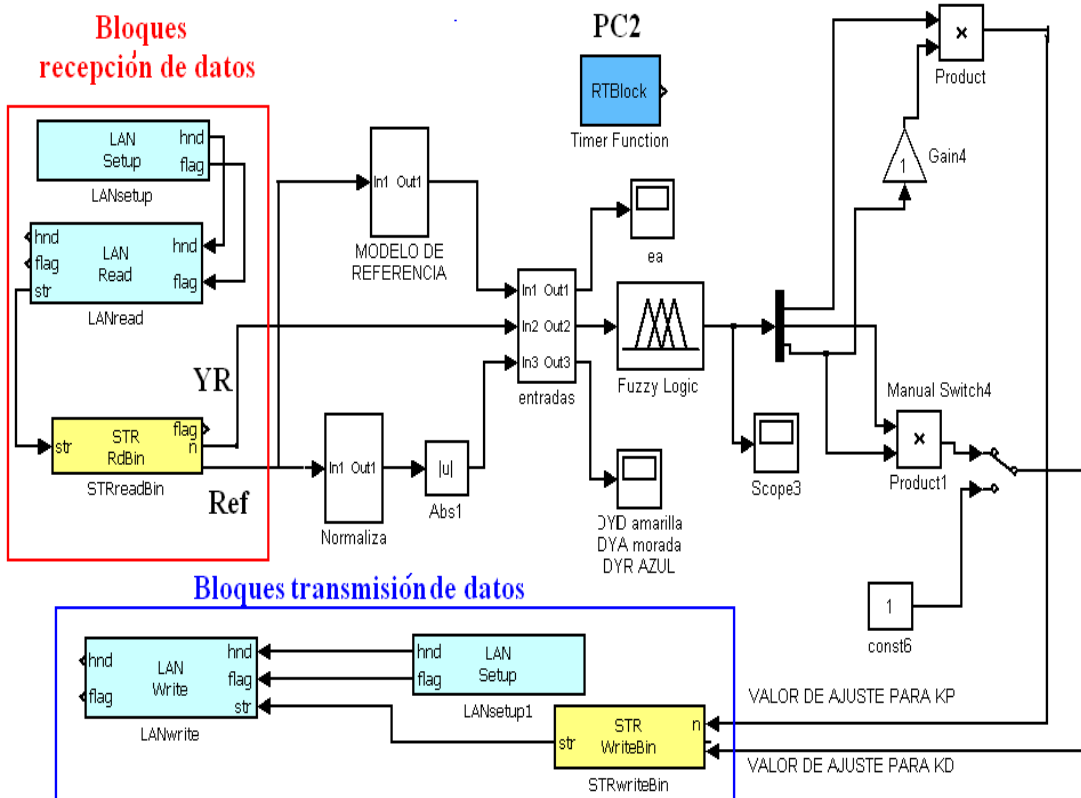 Bloques
recepción de datos
LAN
Setup
hnd
flag
LANsetup
hnd
flag
str
LAN
Read
hnd
flag
LANread
YR
str
STR
RdBin
flag
n
STRreadBin
Ref
In1 Out1
MODELO DE
REFERENCIA
In1 Out1
Normaliza
|u|
Abs1
PC2
RTBlock
Timer Function
ea
In1 Out1
In2 Out2
In3 Out3
entradas
Fuzzy Logic
DYD amarilla
DYA morada
DYR AZUL
Scope3
×
Product
1
Gain4
Manual Switch4
×
Product1
1
const6
Bloques transmisión de datos
hnd
flag
LAN
Write
hnd
flag
str
LANwrite
hnd
flag
LAN
Setup
LANsetup1
str
STR
WriteBin
n
STRwriteBin
VALOR DE AJUSTE PARA KP
VALOR DE AJUSTE PARA KD